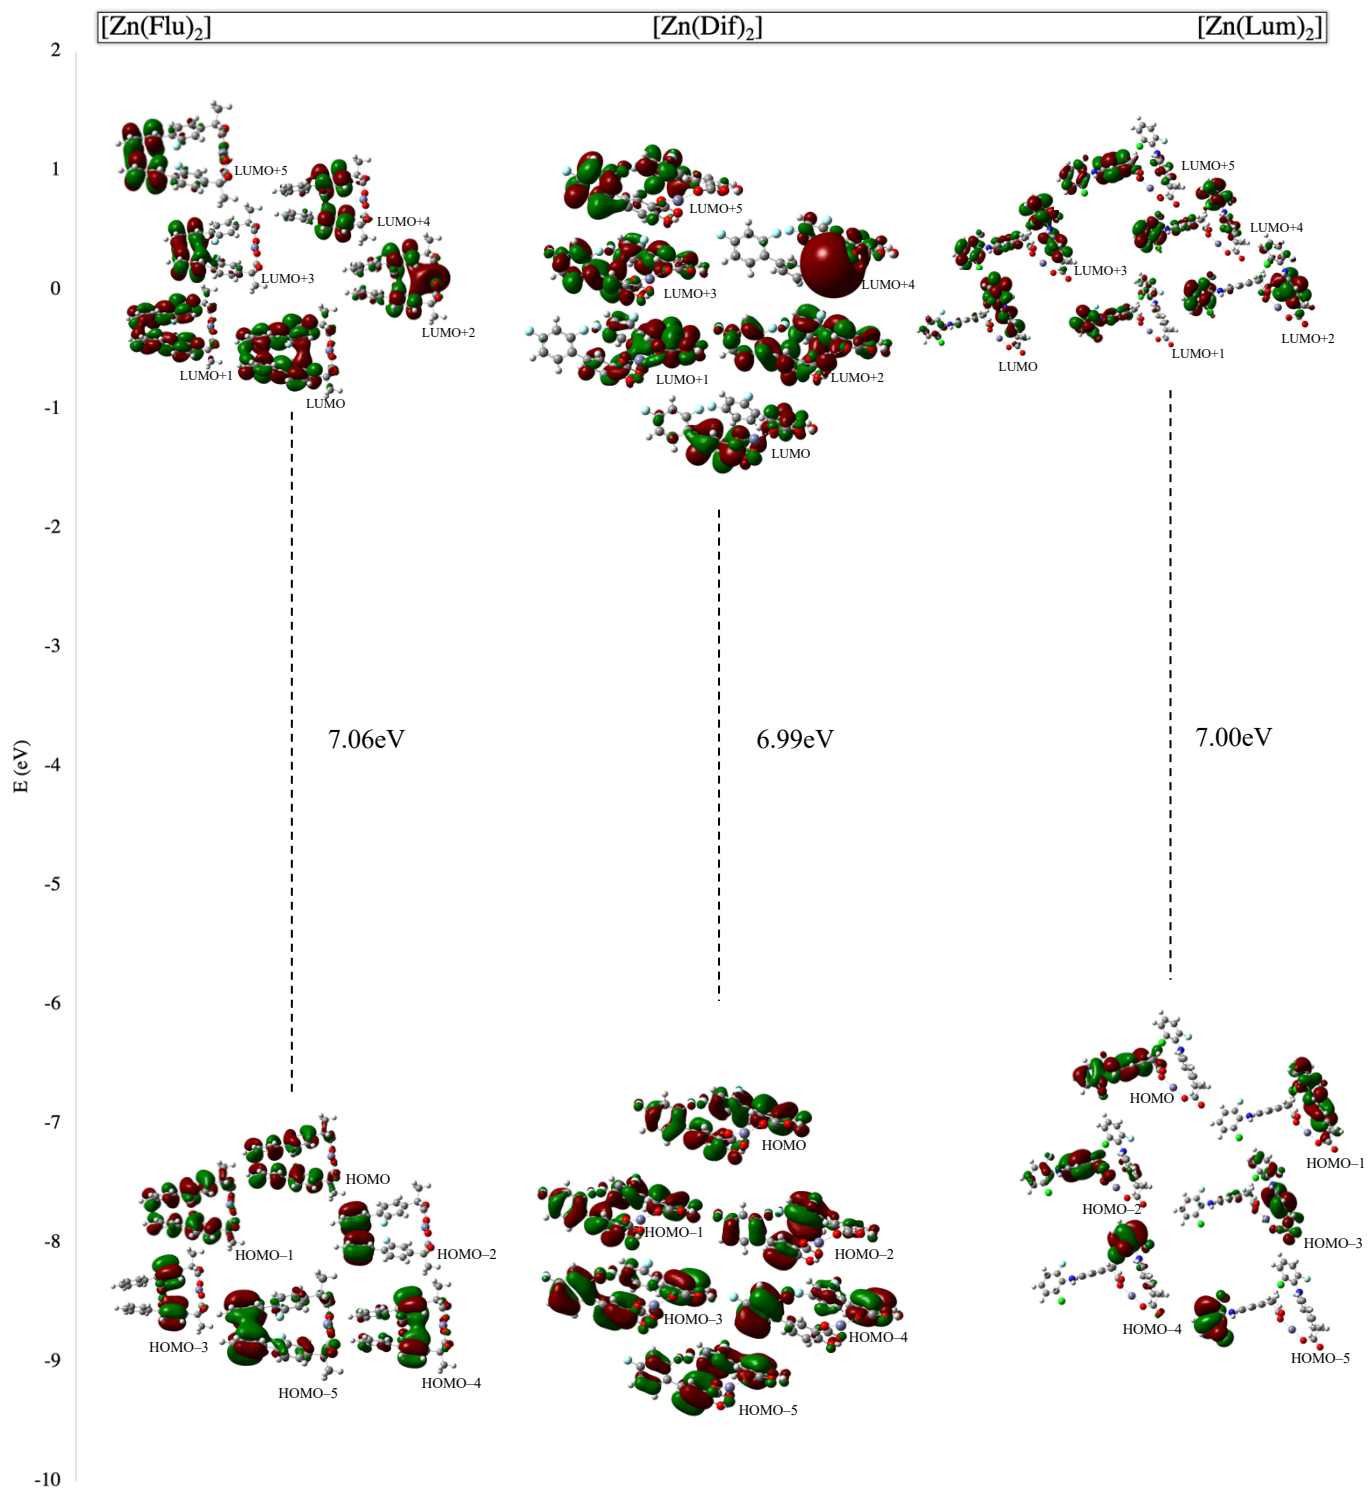 [Zn(Flu)₂] [Zn(Dif)₂] [Zn(Lum)₂]
2
1
0
-1
-2
-3
-4
-5
-6
-7
-8
-9
-10
E (eV)
LUMO+5
LUMO+4
LUMO+3
LUMO+2
LUMO+1
LUMO
7.06eV
HOMO
HOMO–1
HOMO–2
HOMO–3
HOMO–4
HOMO–5
LUMO+5
LUMO+4
LUMO+3
LUMO+1
LUMO+2
LUMO
6.99eV
HOMO
HOMO–1
HOMO–2
HOMO–3
HOMO–4
HOMO–5
LUMO+5
LUMO+4
LUMO+3
LUMO+2
LUMO+1
LUMO
7.00eV
HOMO
HOMO–1
HOMO–2
HOMO–3
HOMO–4
HOMO–5